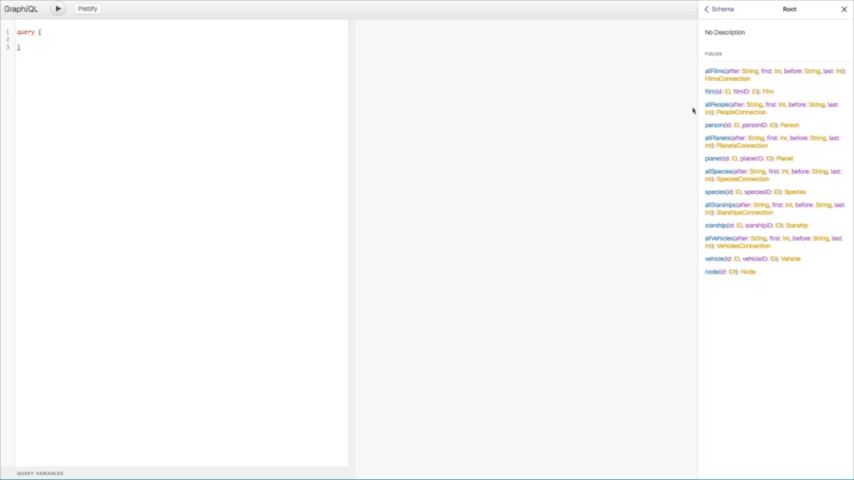 GraphiQL
Prettify
Schema
Root
1 query {
2
3 }
No Description
FIELDS
allFilms(after: String, first: Int, before: String, last: Int):
FilmsConnection
film(id: ID, filmID: ID): Film
allPeople(after: String, first: Int, before: String, last:
Int): PeopleConnection
person(id: ID, personID: ID): Person
allPlanets(after: String, first: Int, before: String, last:
Int): PlanetsConnection
planet(id: ID, planetID: ID): Planet
allSpecies(after: String, first: Int, before: String, last:
Int): SpeciesConnection
species(id: ID, speciesID: ID): Species
allStarships(after: String, first: Int, before: String, last:
Int): StarshipsConnection
starship(id: ID, starshipID: ID): Starship
allVehicles(after: String, first: Int, before: String, last:
Int): VehiclesConnection
vehicle(id: ID, vehicleID: ID): Vehicle
node(id: ID!): Node
QUERY VARIABLES